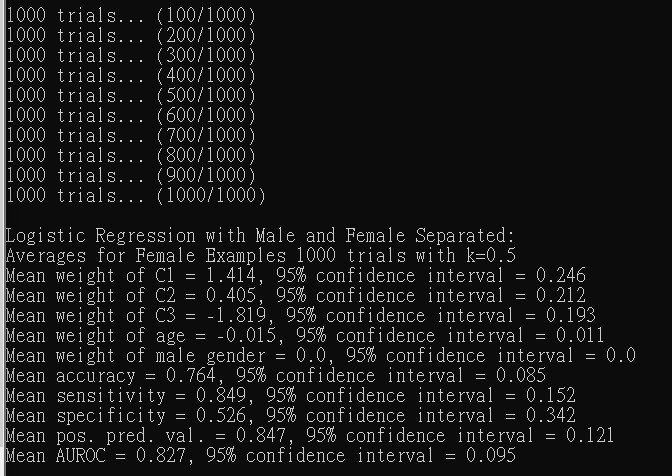 1000 trials... (100/1000)
1000 trials... (200/1000)
1000 trials... (300/1000)
1000 trials... (400/1000)
1000 trials... (500/1000)
1000 trials... (600/1000)
1000 trials... (700/1000)
1000 trials... (800/1000)
1000 trials... (900/1000)
1000 trials... (1000/1000)
Logistic Regression with Male and Female Separated:
Averages for Female Examples 1000 trials with k=0.5
Mean weight of C1 = 1.414, 95% confidence interval = 0.246
Mean weight of C2 = 0.405, 95% confidence interval = 0.212
Mean weight of C3 = -1.819, 95% confidence interval = 0.193
Mean weight of age = -0.015, 95% confidence interval = 0.011
Mean weight of male gender = 0.0, 95% confidence interval = 0.0
Mean accuracy = 0.764, 95% confidence interval = 0.085
Mean sensitivity = 0.849, 95% confidence interval = 0.152
Mean specificity = 0.526, 95% confidence interval = 0.342
Mean pos. pred. val. = 0.847, 95% confidence interval = 0.121
Mean AUROC = 0.827, 95% confidence interval = 0.095